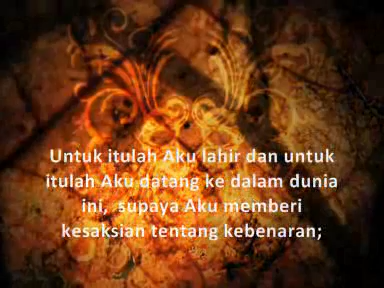 Untuk itulah Aku lahir dan untuk
itulah Aku datang ke dalam dunia
ini, supaya Aku memberi
kesaksian tentang kebenaran;